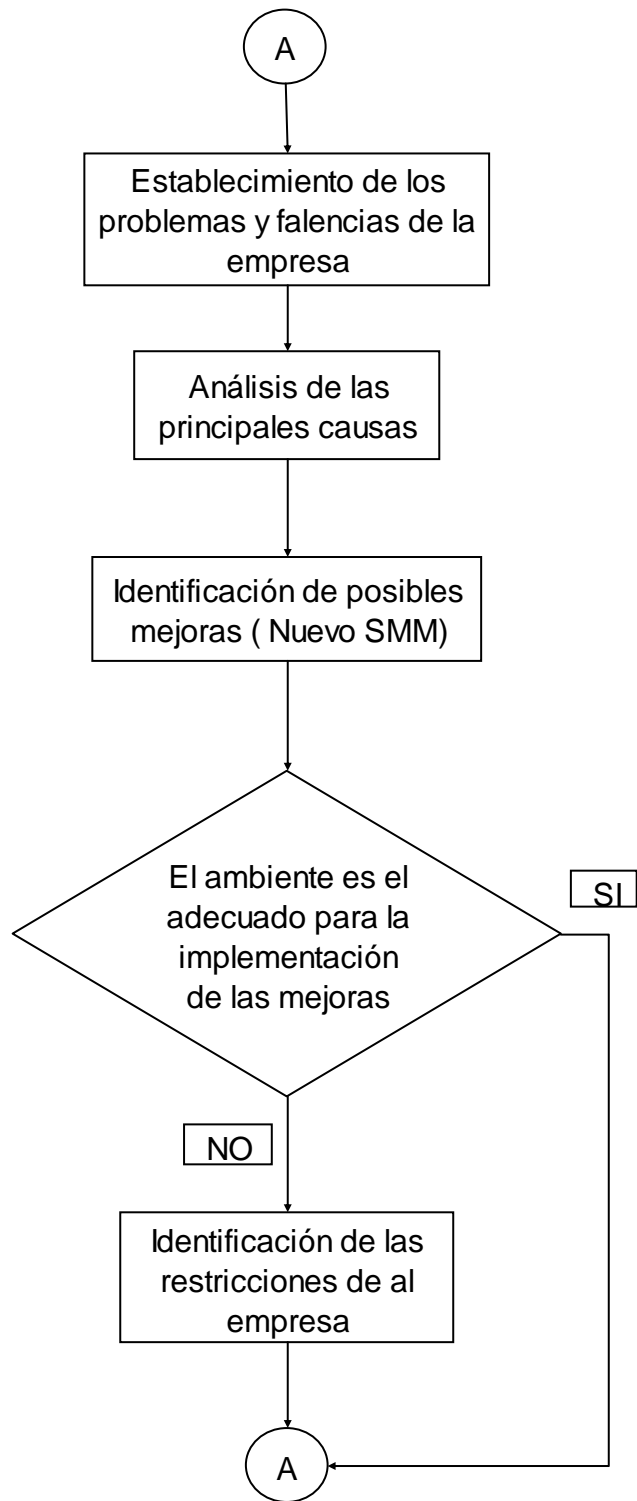 A
Establecimiento de los
problemas y falencias de la
empresa
Análisis de las
principales causas
Identificación de posibles
mejoras ( Nuevo SMM)
El ambiente es el
adecuado para la
implementación
de las mejoras
SI
NO
Identificación de las
restricciones de al
empresa
A